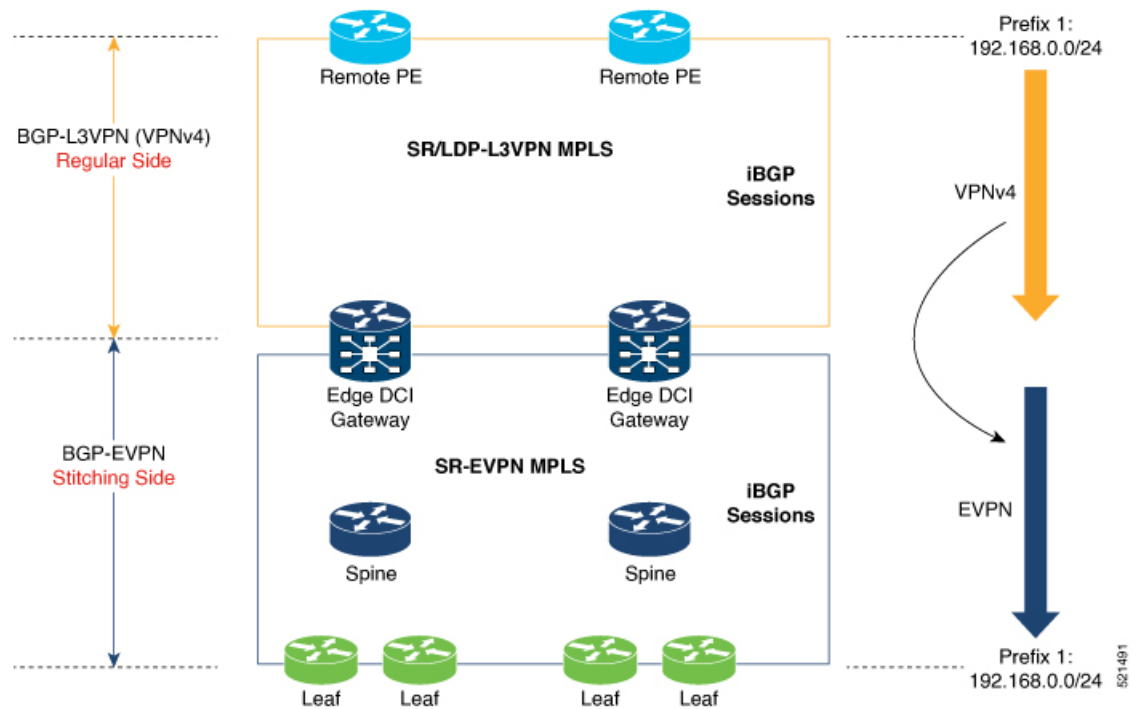 Prefix 1:
192.168.0.0/24
Remote PE
Remote PE
BGP-L3VPN (VPNv4)
Regular Side
SR/LDP-L3VPN MPLS
iBGP
Sessions
VPNv4
Edge DCI
Gateway
Edge DCI
Gateway
BGP-EVPN
Stitching Side
SR-EVPN MPLS
iBGP
Sessions
EVPN
Spine
Spine
Leaf
Leaf
Leaf
Leaf
Prefix 1:
192.168.0.0/24
521491